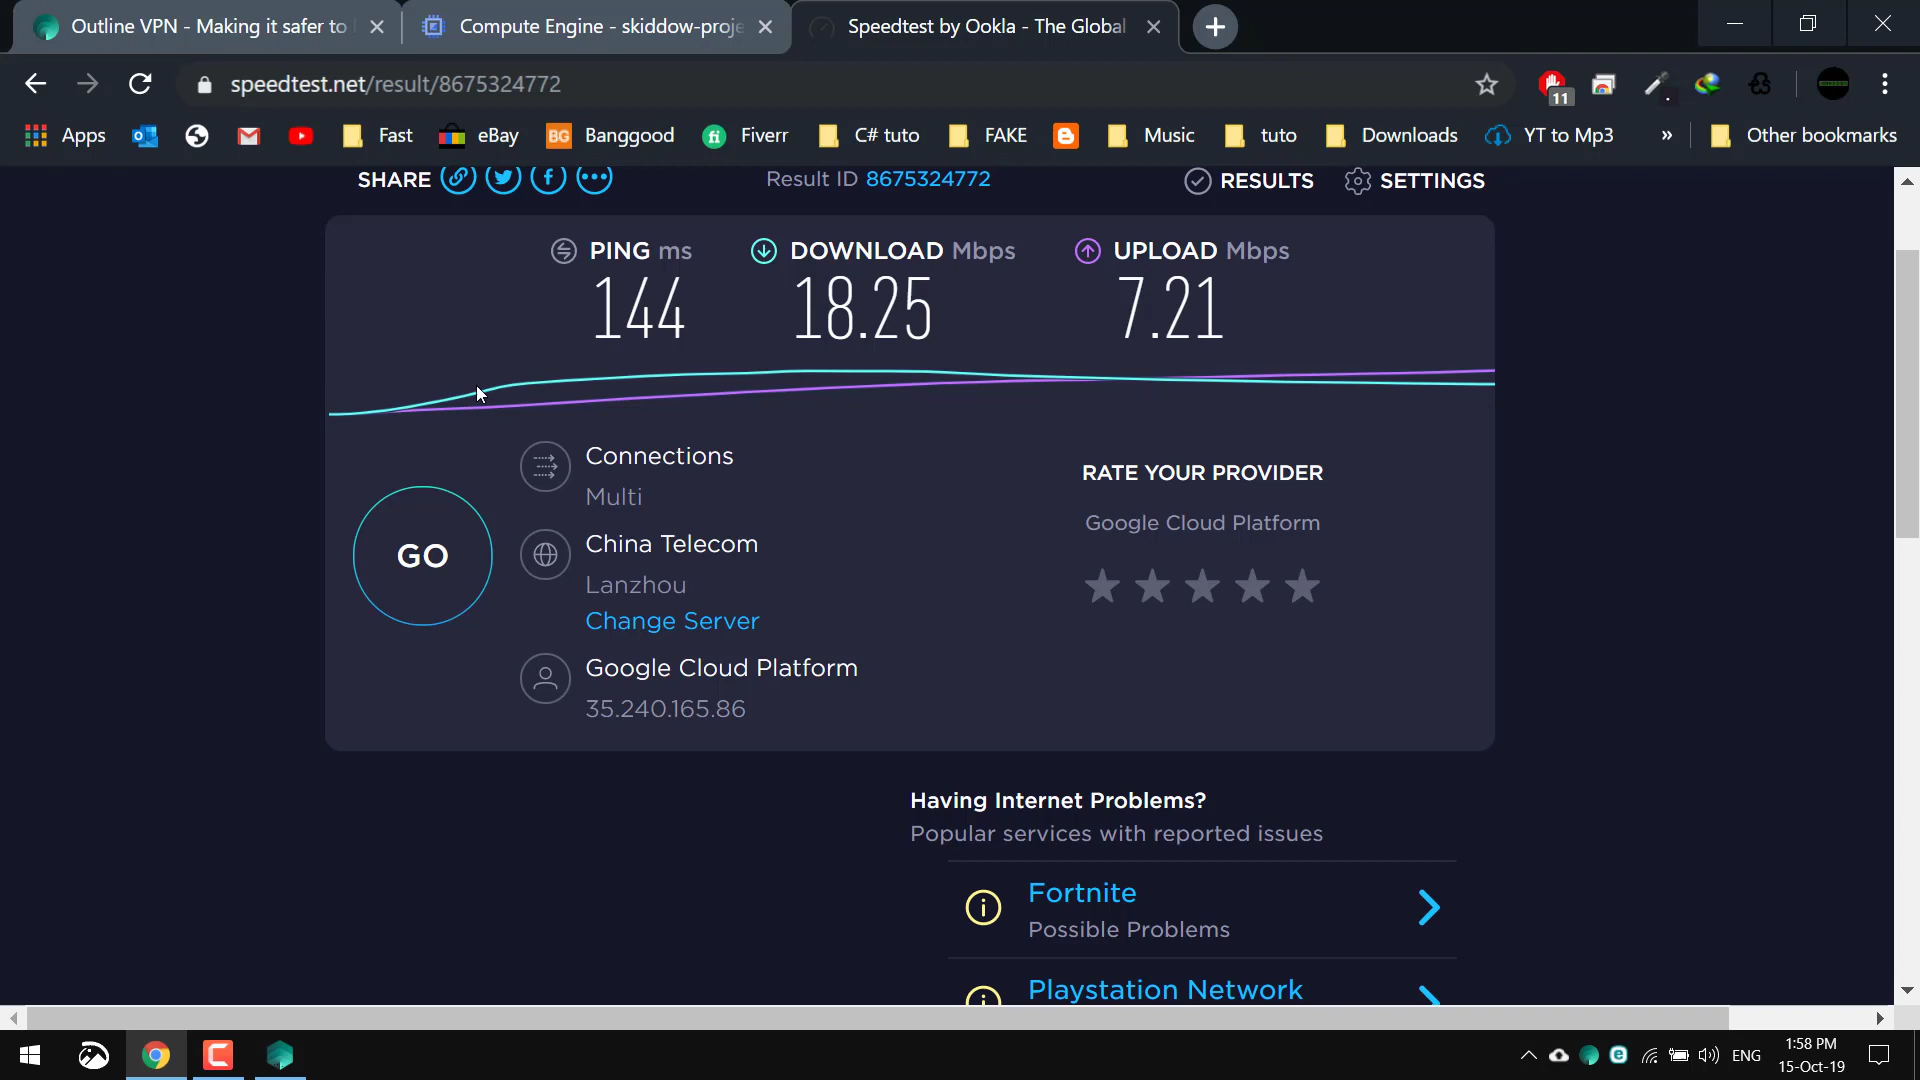 Outline VPN - Making it safer to
Compute Engine - skiddow-proje
Speedtest by Ookla - The Global
speedtest.net/result/8675324772
11
Apps
Fast
eBay
BG Banggood
fi Fiverr
C# tuto
FAKE
Music
tuto
Downloads
YT to Mp3
»
Other bookmarks
SHARE
Result ID 8675324772
RESULTS
SETTINGS
PING ms
DOWNLOAD Mbps
UPLOAD Mbps
144
18.25
7.21
GO
Connections
Multi
China Telecom
Lanzhou
Change Server
Google Cloud Platform
35.240.165.86
RATE YOUR PROVIDER
Google Cloud Platform
Having Internet Problems?
Popular services with reported issues
Fortnite
Possible Problems
Playstation Network
ENG
1:58 PM
15-Oct-19